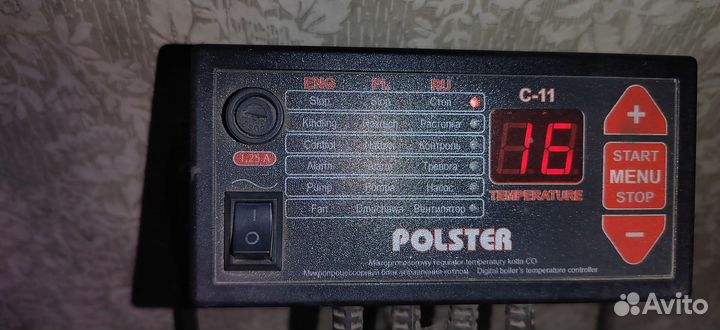 ENG PL RU
C-11
Stop Stop Стоп
Kindling Rozpalanie Растопка
Control Nadzór Контроль
Alarm Alarm Тревога
Pump Pompa Насос
Fan Dmuchawa Вентилятор
1,25 A
16
TEMPERATURE
+
START
MENU
STOP
−
I
O
POLSTER
Mikroprocesorowy regulator temperatury kotła CO
Микропроцессорный блок управления котлом Digital boiler's temperature controller
Avito